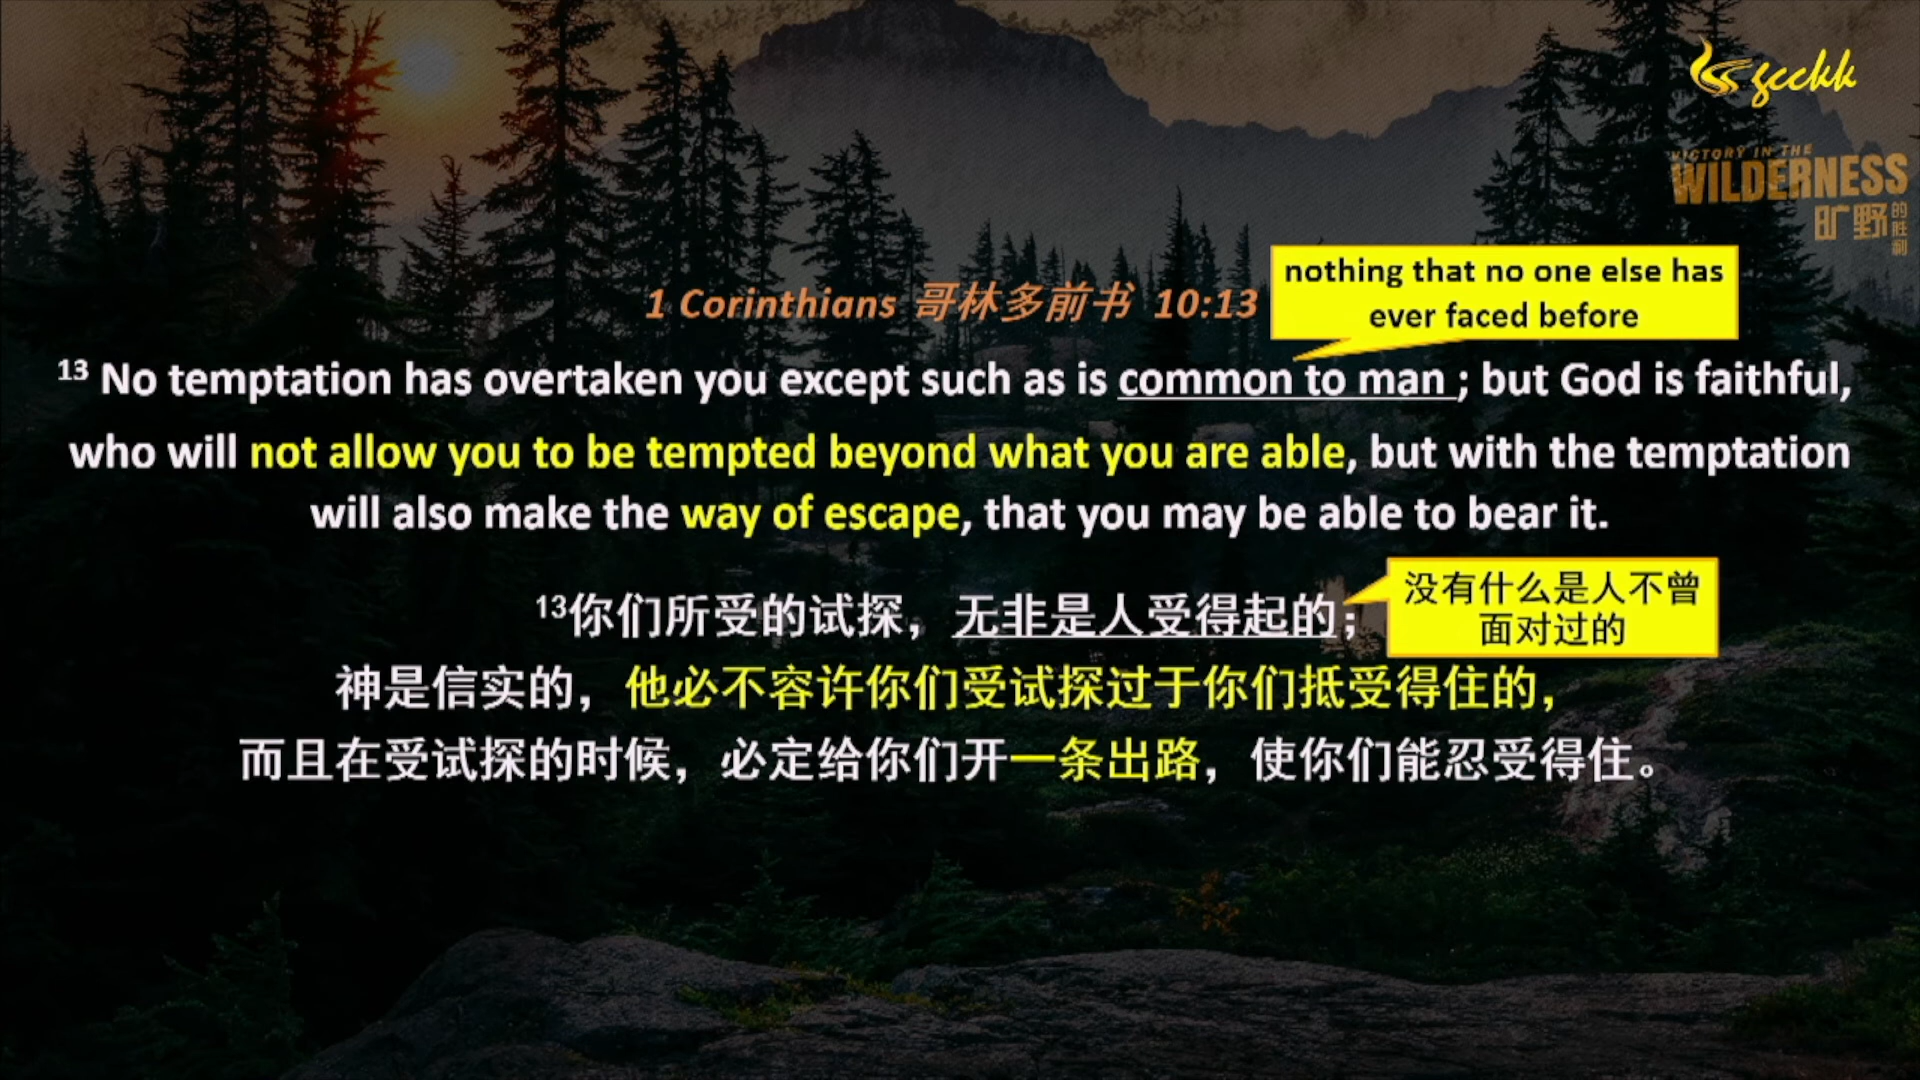 gcckk
VICTORY IN THE
WILDERNESS
旷野的胜利
nothing that no one else has
ever faced before
1 Corinthians 哥林多前书 10:13
13 No temptation has overtaken you except such as is common to man ; but God is faithful,
who will not allow you to be tempted beyond what you are able, but with the temptation
will also make the way of escape, that you may be able to bear it.
没有什么是人不曾
面对过的
13你们所受的试探，无非是人受得起的；
神是信实的，他必不容许你们受试探过于你们抵受得住的，
而且在受试探的时候，必定给你们开一条出路，使你们能忍受得住。